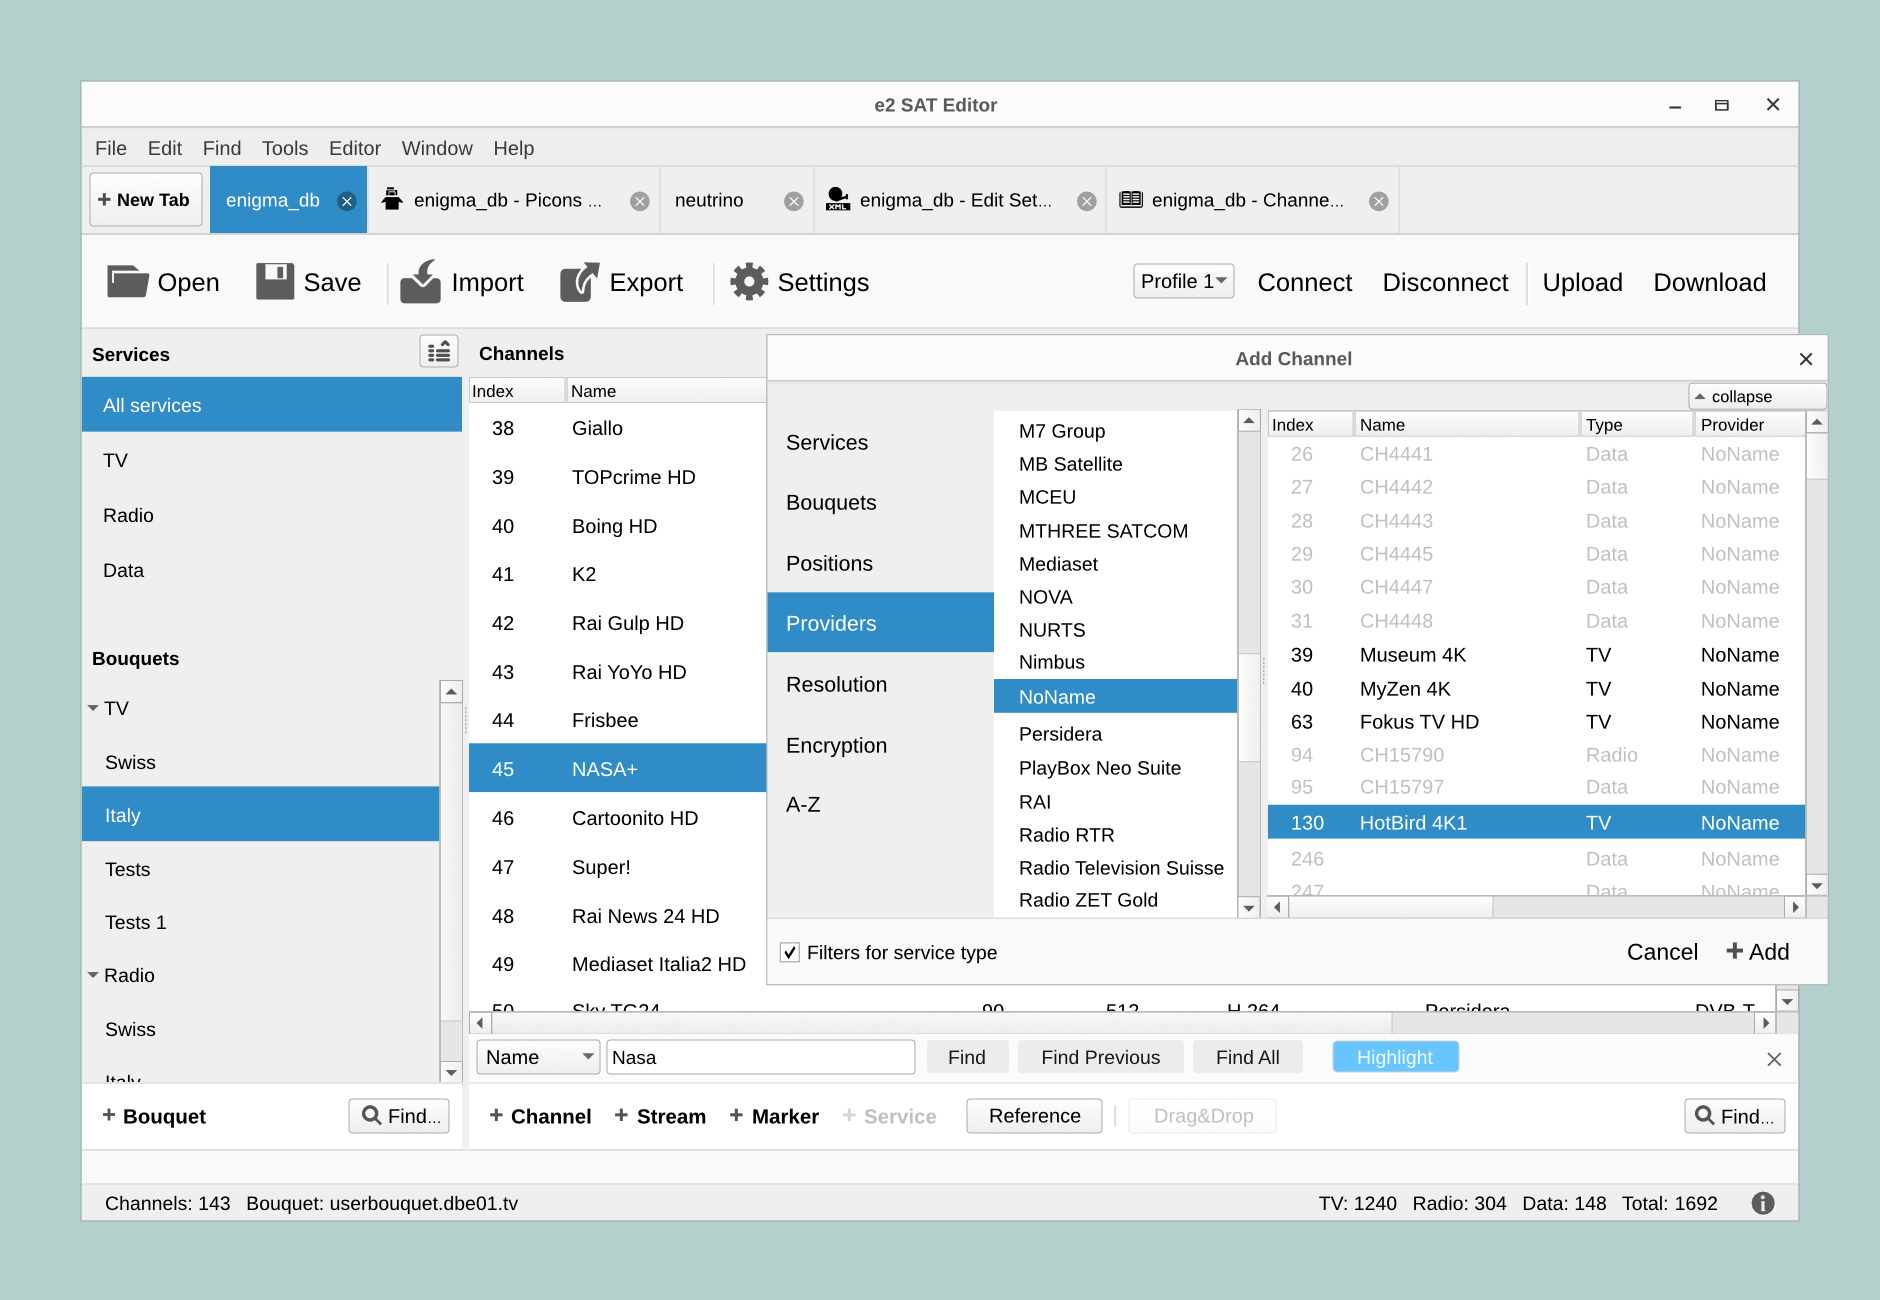 e2 SAT Editor
File Edit Find Tools Editor Window Help
+ New Tab enigma_db enigma_db - Picons ... neutrino XML enigma_db - Edit Set... enigma_db - Channe...
Open Save Import Export Settings Profile 1 Connect Disconnect Upload Download
Services
All services
TV
Radio
Data
Bouquets
TV
Swiss
Italy
Tests
Tests 1
Radio
Swiss
Italy
+ Bouquet Find...
Channels
Index Name
38 Giallo
39 TOPcrime HD
40 Boing HD
41 K2
42 Rai Gulp HD
43 Rai YoYo HD
44 Frisbee
45 NASA+
46 Cartoonito HD
47 Super!
48 Rai News 24 HD
49 Mediaset Italia2 HD
50 Sky TG24 90 512 H.264 Persidera DVB-T
Add Channel
collapse
Services
Bouquets
Positions
Providers
Resolution
Encryption
A-Z
M7 Group
MB Satellite
MCEU
MTHREE SATCOM
Mediaset
NOVA
NURTS
Nimbus
NoName
Persidera
PlayBox Neo Suite
RAI
Radio RTR
Radio Television Suisse
Radio ZET Gold
Index Name Type Provider
26 CH4441 Data NoName
27 CH4442 Data NoName
28 CH4443 Data NoName
29 CH4445 Data NoName
30 CH4447 Data NoName
31 CH4448 Data NoName
39 Museum 4K TV NoName
40 MyZen 4K TV NoName
63 Fokus TV HD TV NoName
94 CH15790 Radio NoName
95 CH15797 Data NoName
130 HotBird 4K1 TV NoName
246 Data NoName
247 Data NoName
Filters for service type Cancel + Add
Name Nasa Find Find Previous Find All Highlight
+ Channel + Stream + Marker + Service Reference Drag&Drop Find...
Channels: 143 Bouquet: userbouquet.dbe01.tv TV: 1240 Radio: 304 Data: 148 Total: 1692